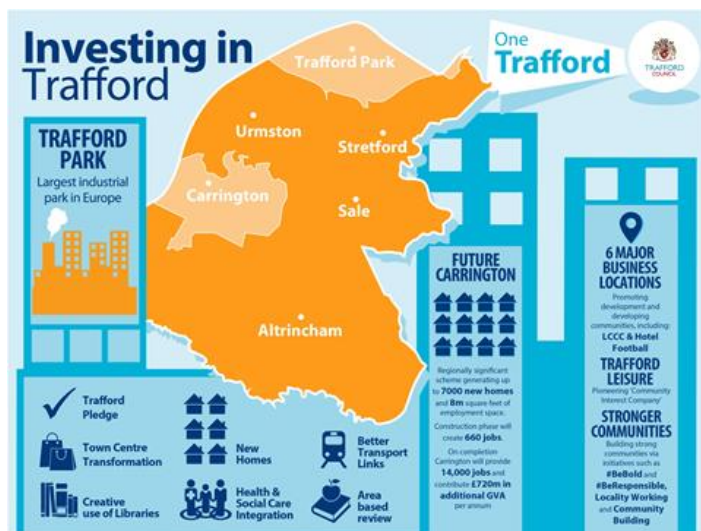 Investing in
Trafford
One
Trafford
TRAFFORD
COUNCIL
TRAFFORD
PARK
Largest industrial
park in Europe
Trafford Park
Urmston
Stretford
Carrington
Sale
Altrincham
FUTURE
CARRINGTON
Regionally significant
scheme generating up
to 7000 new homes
and 8m square feet of
employment space.
Construction phase will
create 660 jobs.
On completion
Carrington will provide
14,000 jobs and
contribute £720m in
additional GVA
per annum
6 MAJOR
BUSINESS
LOCATIONS
Promoting
development and
developing
communities, including:
LCCC & Hotel
Football
TRAFFORD
LEISURE
Pioneering 'Community
Interest Company'
STRONGER
COMMUNITIES
Building strong
communities via
initiatives such as
#BeBold and
#BeResponsible,
Locality Working
and Community
Building
Trafford
Pledge
Town Centre
Transformation
Creative
use of Libraries
New
Homes
Health &
Social Care
Integration
Better
Transport
Links
Area
based
review